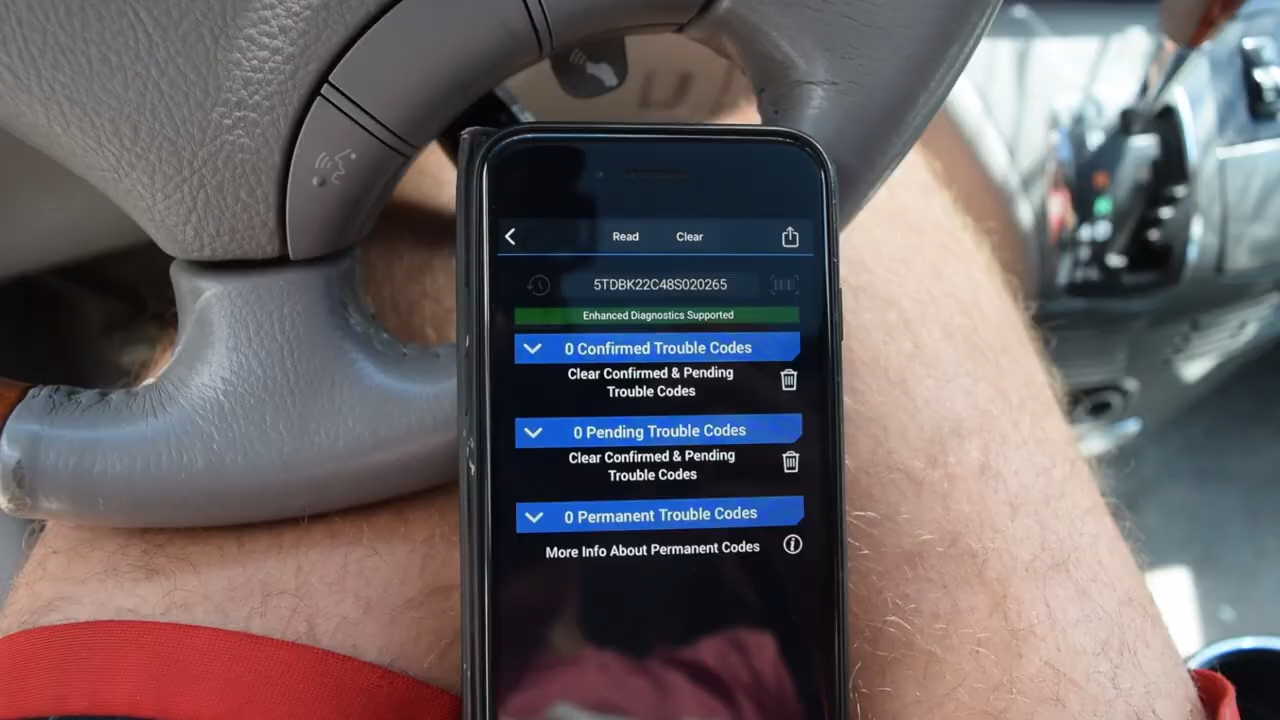 Read Clear
5TDBK22C48S020265
Enhanced Diagnostics Supported
0 Confirmed Trouble Codes
Clear Confirmed & Pending
Trouble Codes
0 Pending Trouble Codes
Clear Confirmed & Pending
Trouble Codes
0 Permanent Trouble Codes
More Info About Permanent Codes